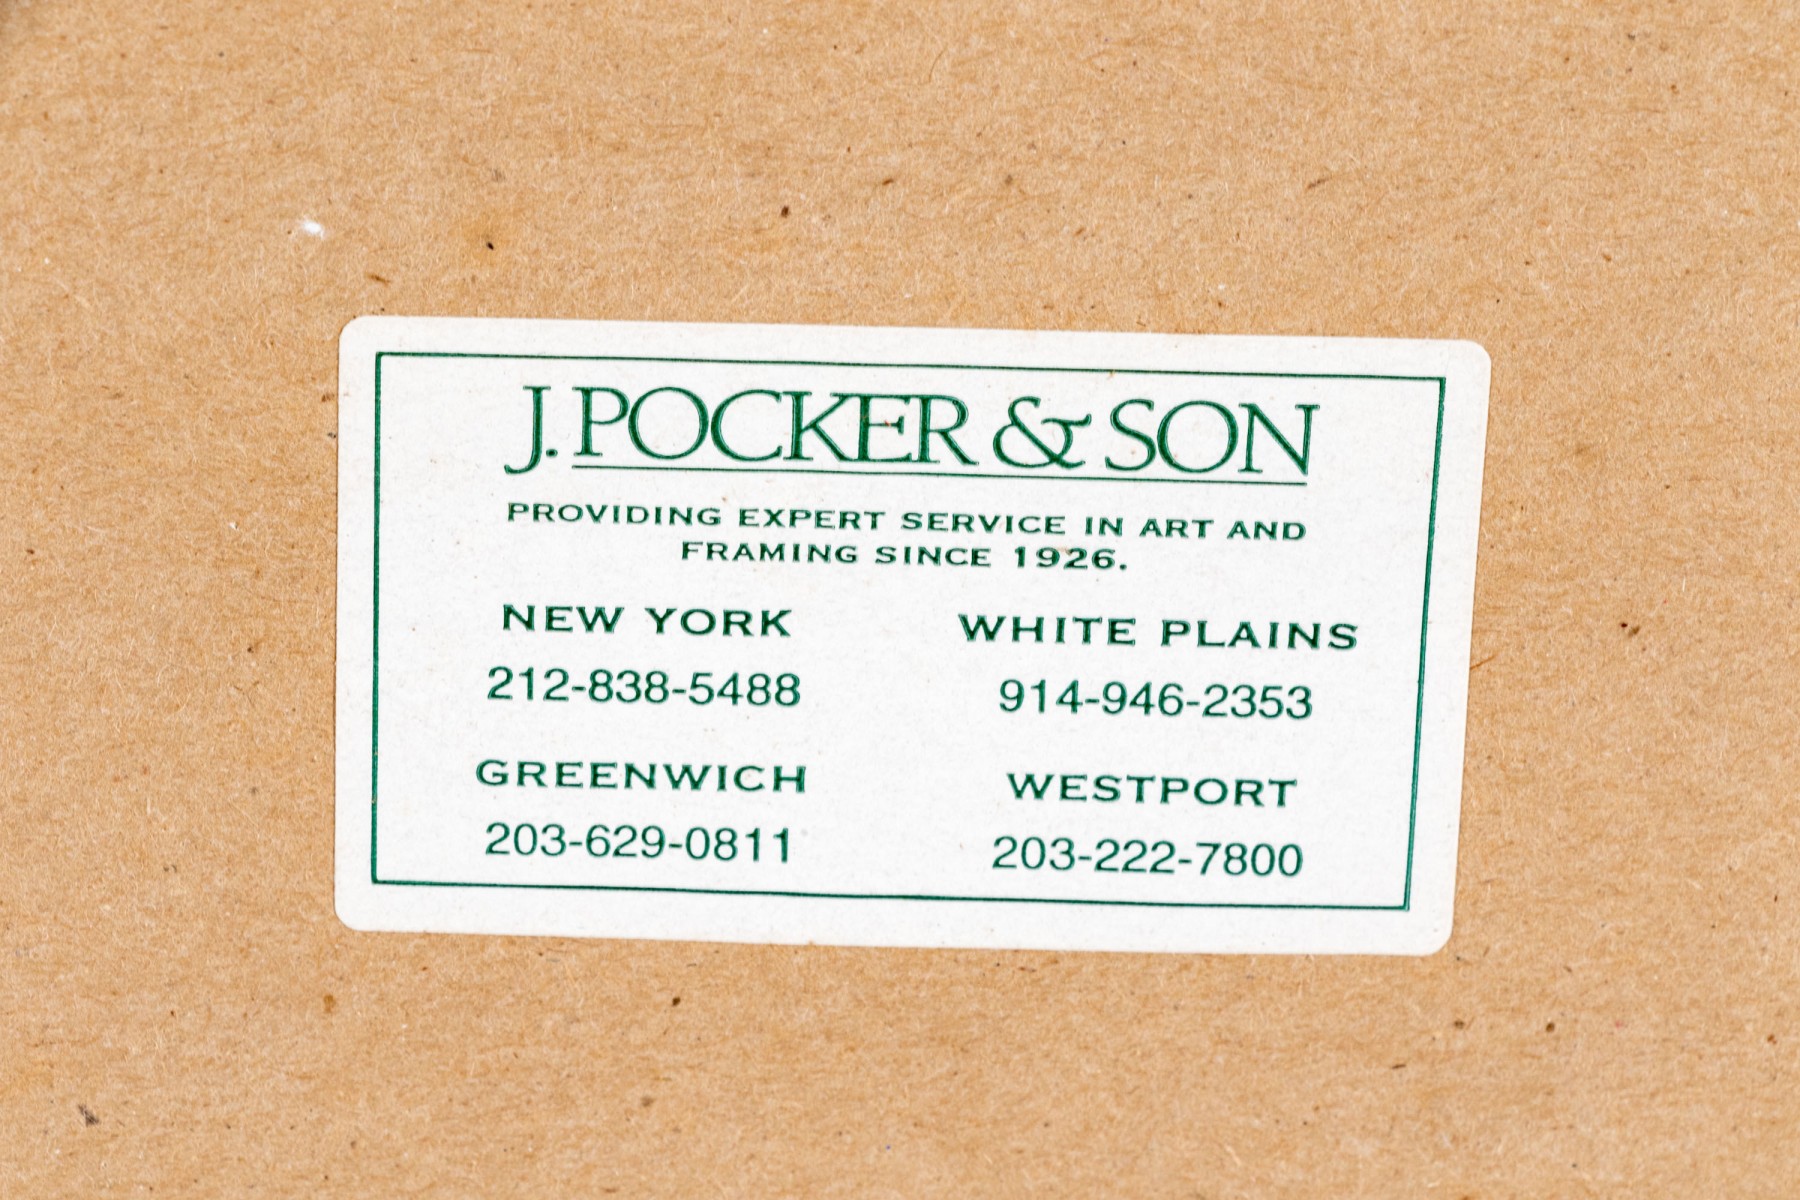 J. POCKER & SON
PROVIDING EXPERT SERVICE IN ART AND
FRAMING SINCE 1926.
NEW YORK
212-838-5488
WHITE PLAINS
914-946-2353
GREENWICH
203-629-0811
WESTPORT
203-222-7800